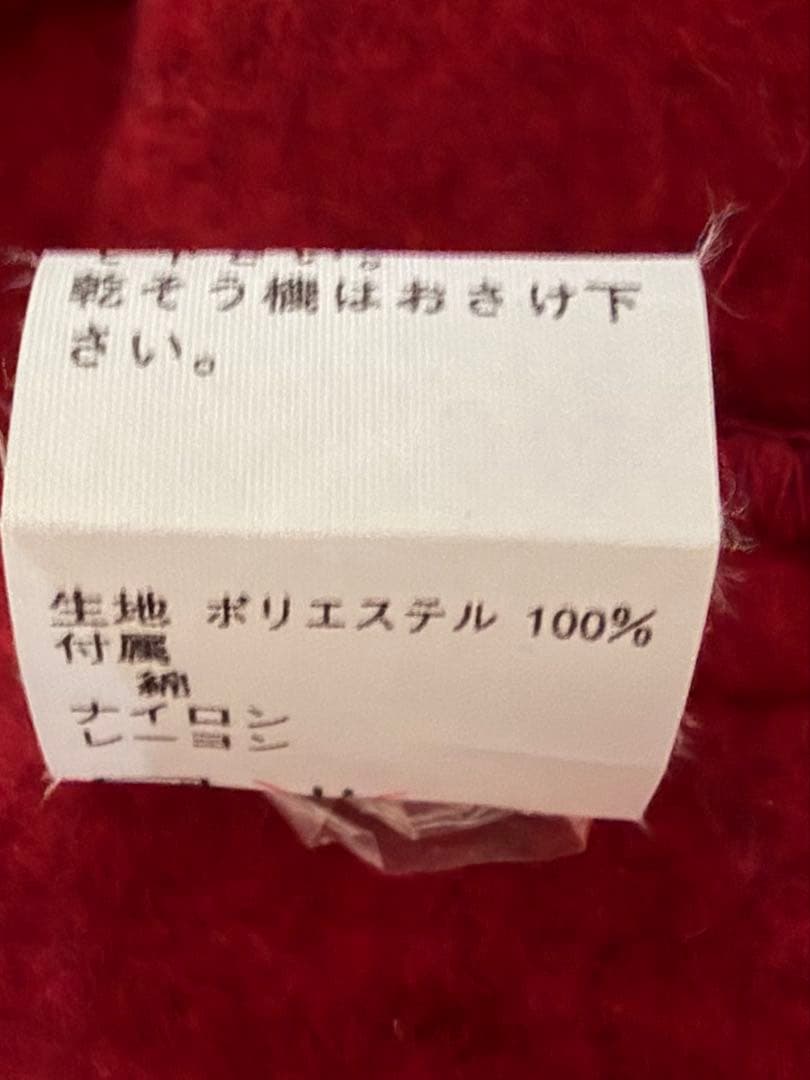 乾そう機はおさけ下
さい。
生地 ポリエステル 100%
付属
綿
ナイロン
レーヨン